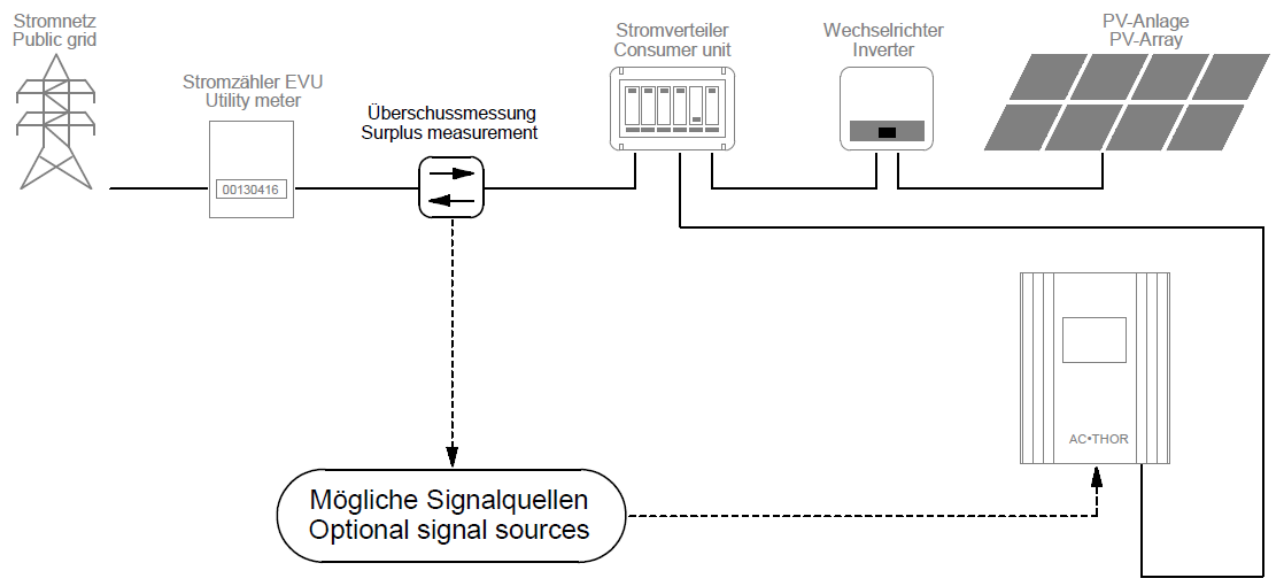 Stromnetz
Public grid
Stromzähler EVU
Utility meter
00130416
Überschussmessung
Surplus measurement
Stromverteiler
Consumer unit
Wechselrichter
Inverter
PV-Anlage
PV-Array
AC•THOR
Mögliche Signalquellen
Optional signal sources